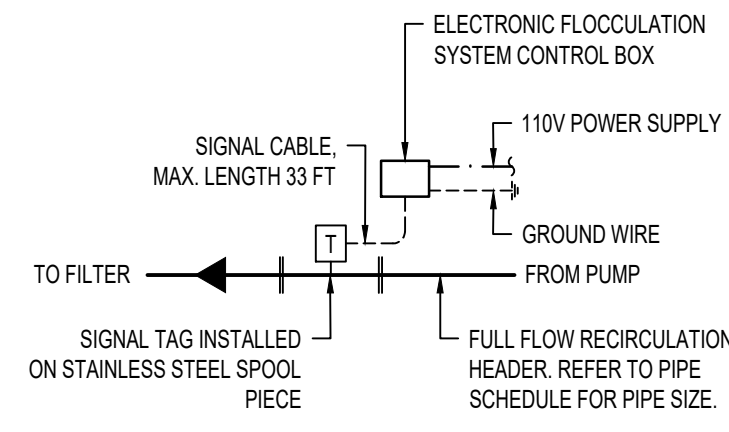 ELECTRONIC FLOCCULATION
SYSTEM CONTROL BOX
110V POWER SUPPLY
SIGNAL CABLE,
MAX. LENGTH 33 FT
GROUND WIRE
T
TO FILTER
FROM PUMP
SIGNAL TAG INSTALLED
ON STAINLESS STEEL SPOOL
PIECE
FULL FLOW RECIRCULATION
HEADER. REFER TO PIPE
SCHEDULE FOR PIPE SIZE.